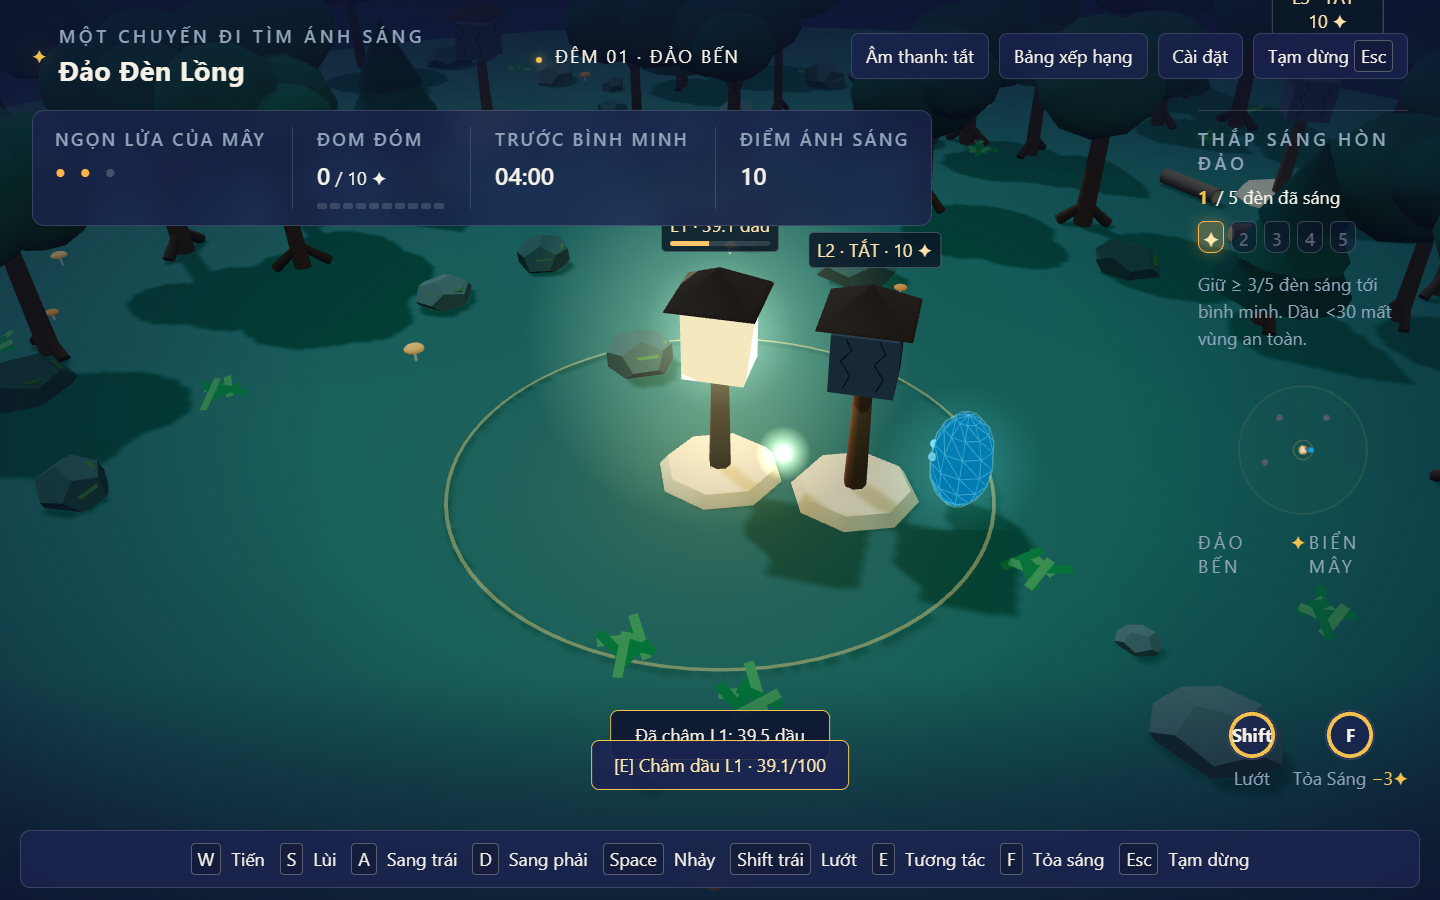 MỘT CHUYẾN ĐI TÌM ÁNH SÁNG
Đảo Đèn Lồng
ĐÊM 01 · ĐẢO BẾN
10 ✦
Âm thanh: tắt
Bảng xếp hạng
Cài đặt
Tạm dừng Esc
NGỌN LỬA CỦA MÂY
ĐOM ĐÓM
0 / 10 ✦
TRƯỚC BÌNH MINH
04:00
ĐIỂM ÁNH SÁNG
10
THẮP SÁNG HÒN
ĐẢO
1 / 5 đèn đã sáng
✦ 2 3 4 5
Giữ ≥ 3/5 đèn sáng tới
bình minh. Dầu <30 mất
vùng an toàn.
L1 · 39.1 dầu
L2 · TẮT · 10 ✦
ĐẢO
BẾN
✦ BIỂN
MÂY
Đã châm L1: 39.5 dầu
[E] Châm dầu L1 · 39.1/100
Shift
Lướt
F
Tỏa Sáng −3✦
W Tiến S Lùi A Sang trái D Sang phải Space Nhảy Shift trái Lướt E Tương tác F Tỏa sáng Esc Tạm dừng